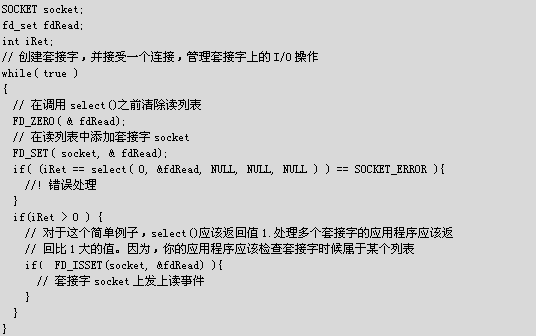 SOCKET socket;
fd_set fdRead;
int iRet;
// 创建套接字,并接受一个连接,管理套接字上的I/O操作
while( true )
{
// 在调用 select()之前清除读列表
FD_ZERO( & fdRead);
// 在读列表中添加套接字 socket
FD_SET( socket, & fdRead);
if( (iRet == select( 0, &fdRead, NULL, NULL, NULL ) ) == SOCKET_ERROR ){
//! 错误处理
}
if(iRet > 0 ) {
// 对于这个简单例子,select()应该返回值 1.处理多个套接字的应用程序应该返
// 回比 1 大的值。因为,你的应用程序应该检查套接字时候属于某个列表
if( FD_ISSET(socket, &fdRead) ){
// 套接字 socket 上发上读事件
}
}
}